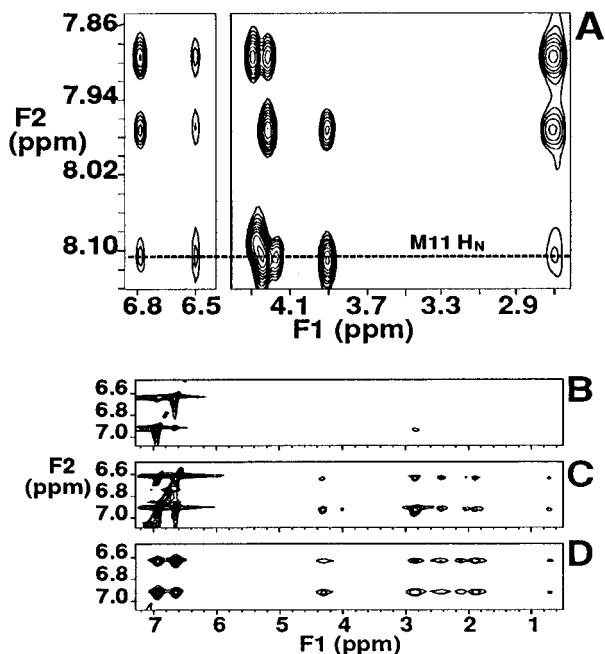 A
7.86
7.94
F2
(ppm)
8.02
8.10
M11 HN
6.8 6.5 4.1 3.7 3.3 2.9
F1 (ppm)
B
6.6
6.8
7.0
F2
(ppm)
C
6.6
6.8
7.0
D
6.6
6.8
7.0
7 6 5 4 3 2 1
F1 (ppm)